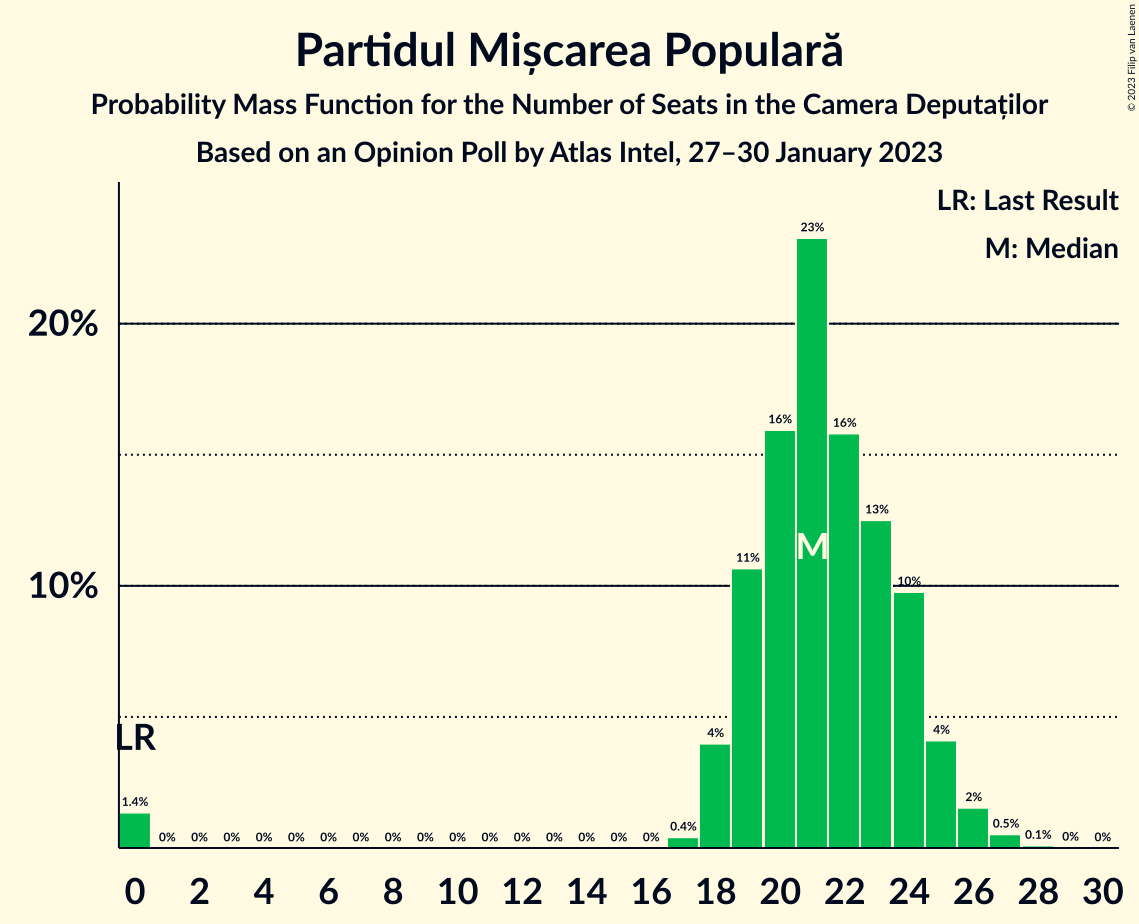 Partidul Mișcarea Populară
Probability Mass Function for the Number of Seats in the Camera Deputaților
Based on an Opinion Poll by Atlas Intel, 27–30 January 2023
© 2023 Filip van Laenen
LR: Last Result
M: Median
20%
10%
LR
M
1.4% 0% 0% 0% 0% 0% 0% 0% 0% 0% 0% 0% 0% 0% 0% 0% 0% 0.4% 4% 11% 16% 23% 16% 13% 10% 4% 2% 0.5% 0.1% 0% 0%
0 2 4 6 8 10 12 14 16 18 20 22 24 26 28 30